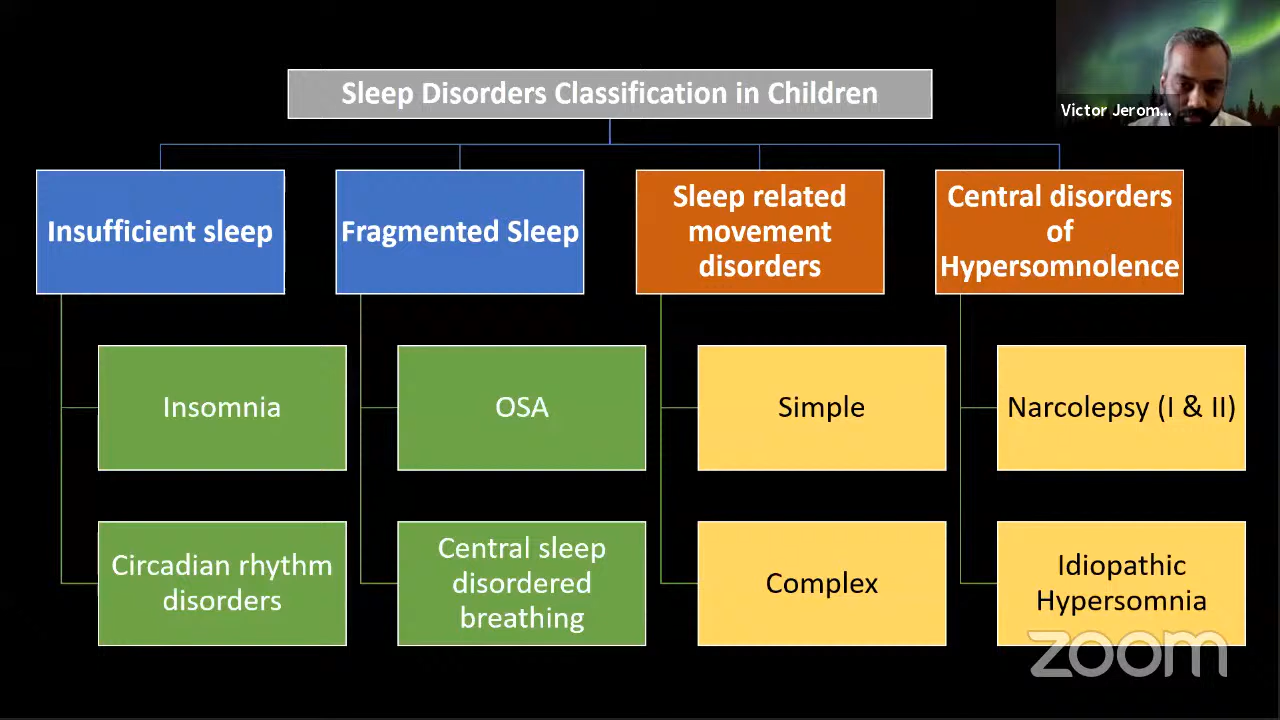 Sleep Disorders Classification in Children
Victor Jerom...
Insufficient sleep
Fragmented Sleep
Sleep related
movement
disorders
Central disorders
of
Hypersomnolence
Insomnia
OSA
Simple
Narcolepsy (I & II)
Circadian rhythm
disorders
Central sleep
disordered
breathing
Complex
Idiopathic
Hypersomnia
zoom